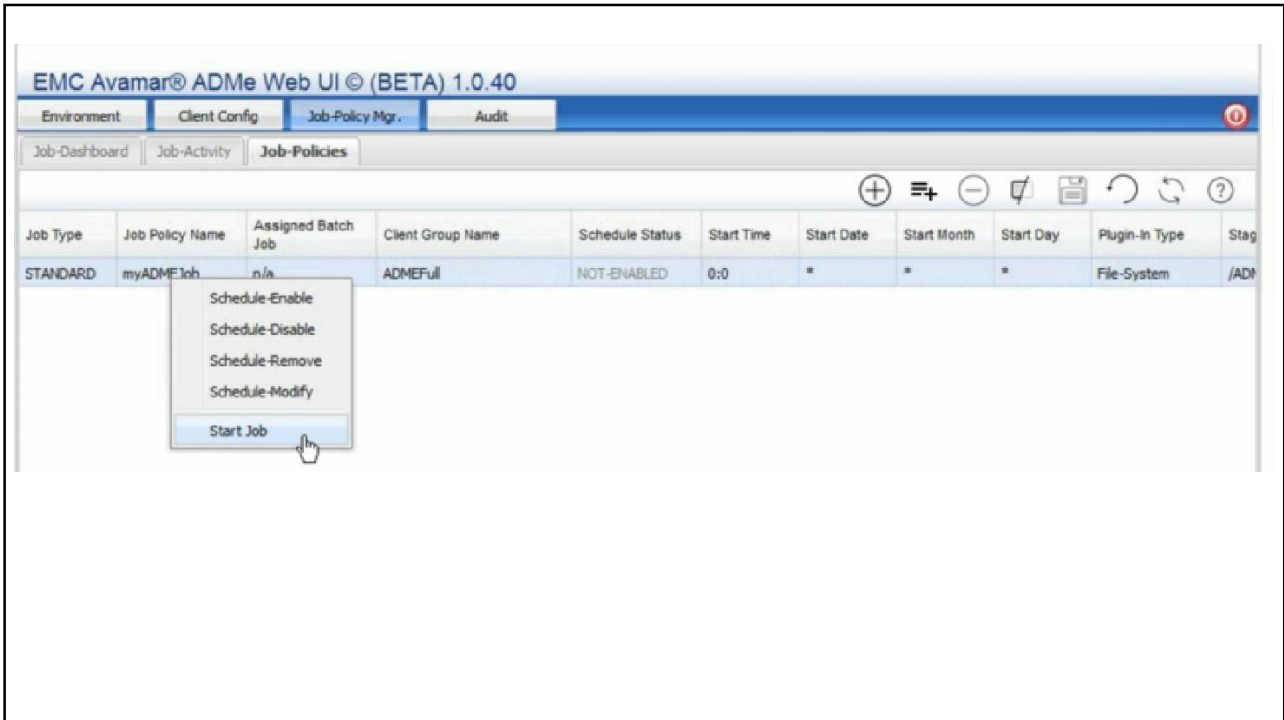 EMC Avamar® ADMe Web UI © (BETA) 1.0.40
Environment Client Config Job-Policy Mgr. Audit
Job-Dashboard Job-Activity Job-Policies
Job Type Job Policy Name Assigned Batch Job Client Group Name Schedule Status Start Time Start Date Start Month Start Day Plugin-In Type Stag
STANDARD myADMEJob n/a ADMEFull NOT-ENABLED 0:0 * * * File-System /ADM
Schedule-Enable
Schedule-Disable
Schedule-Remove
Schedule-Modify
Start Job